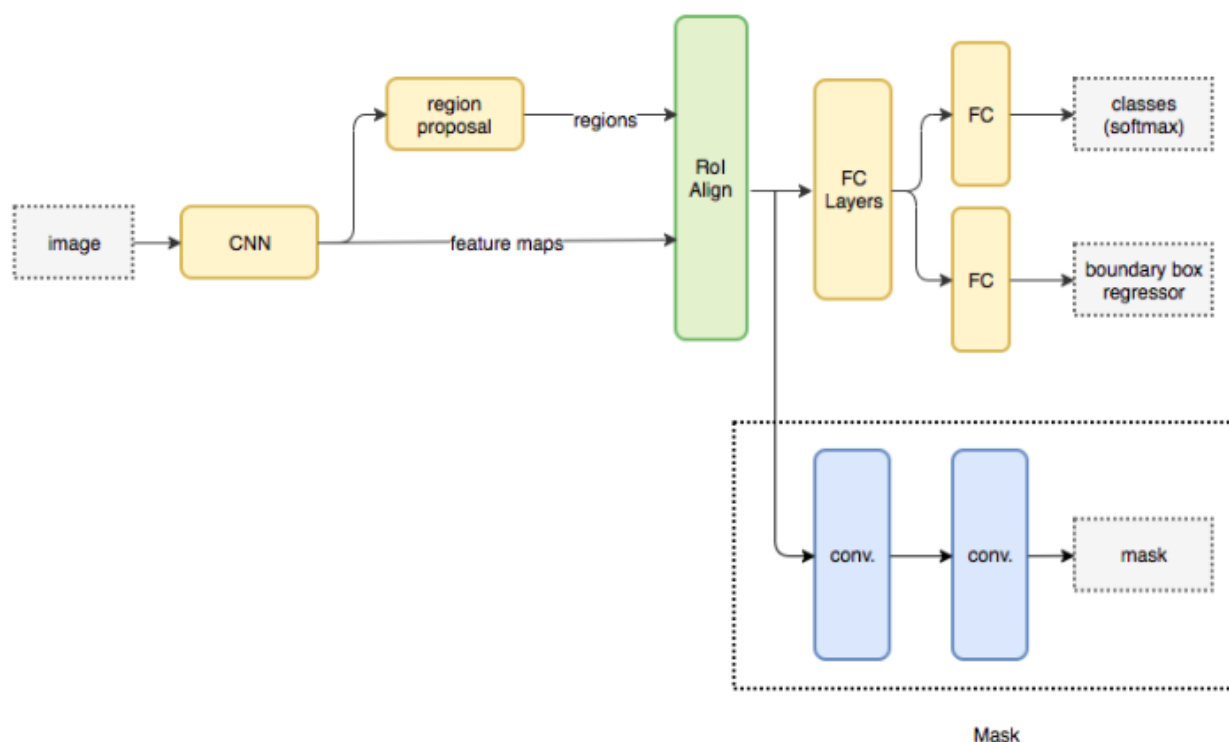 region
proposal
regions
image
CNN
feature maps
RoI
Align
FC
Layers
FC
classes
(softmax)
FC
boundary box
regressor
conv.
conv.
mask
Mask